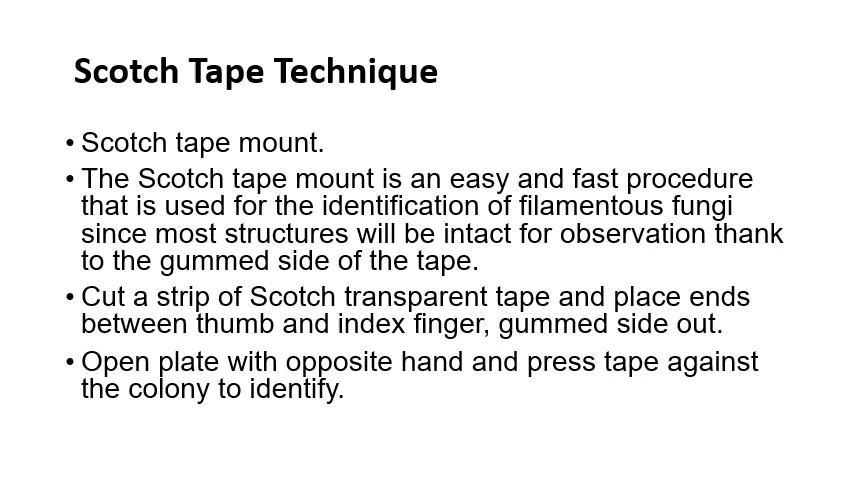 Scotch Tape Technique
• Scotch tape mount.
• The Scotch tape mount is an easy and fast procedure
that is used for the identification of filamentous fungi
since most structures will be intact for observation thank
to the gummed side of the tape.
• Cut a strip of Scotch transparent tape and place ends
between thumb and index finger, gummed side out.
• Open plate with opposite hand and press tape against
the colony to identify.